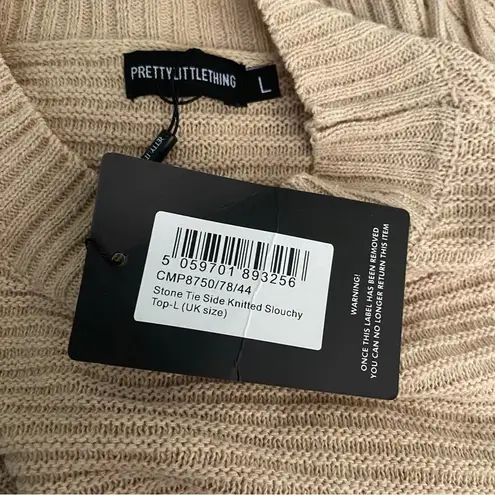 PRETTYLITTLETHING
L
5 059701 893256
CMP8750/78/44
Stone Tie Side Knitted Slouchy
Top-L (UK size)
WARNING!
ONCE THIS LABEL HAS BEEN REMOVED
YOU CAN NO LONGER RETURN THIS ITEM